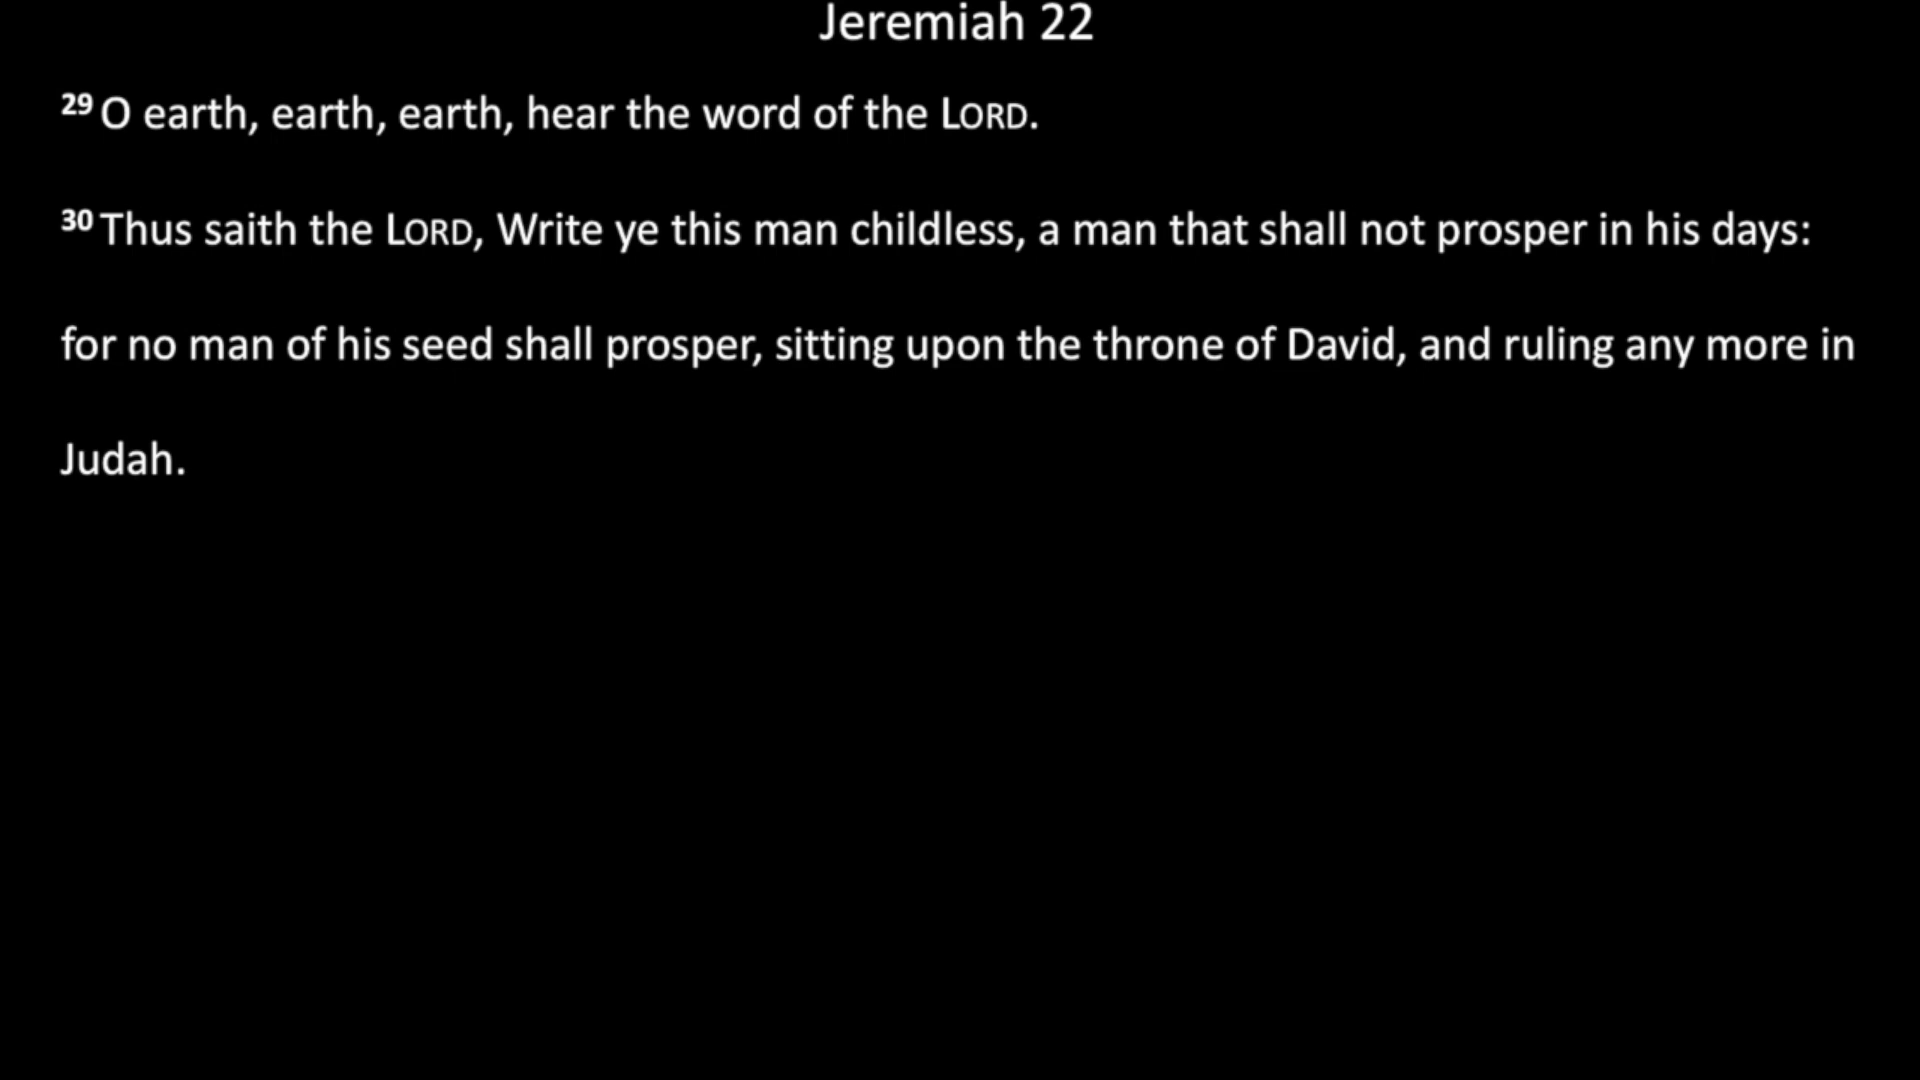 Jeremiah 22
29 O earth, earth, earth, hear the word of the LORD.
30 Thus saith the LORD, Write ye this man childless, a man that shall not prosper in his days:
for no man of his seed shall prosper, sitting upon the throne of David, and ruling any more in
Judah.